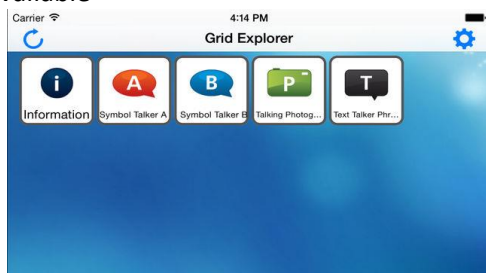 Carrier 4:14 PM
Grid Explorer
i A B P T
Information Symbol Talker A Symbol Talker B Talking Photog... Text Talker Phr...